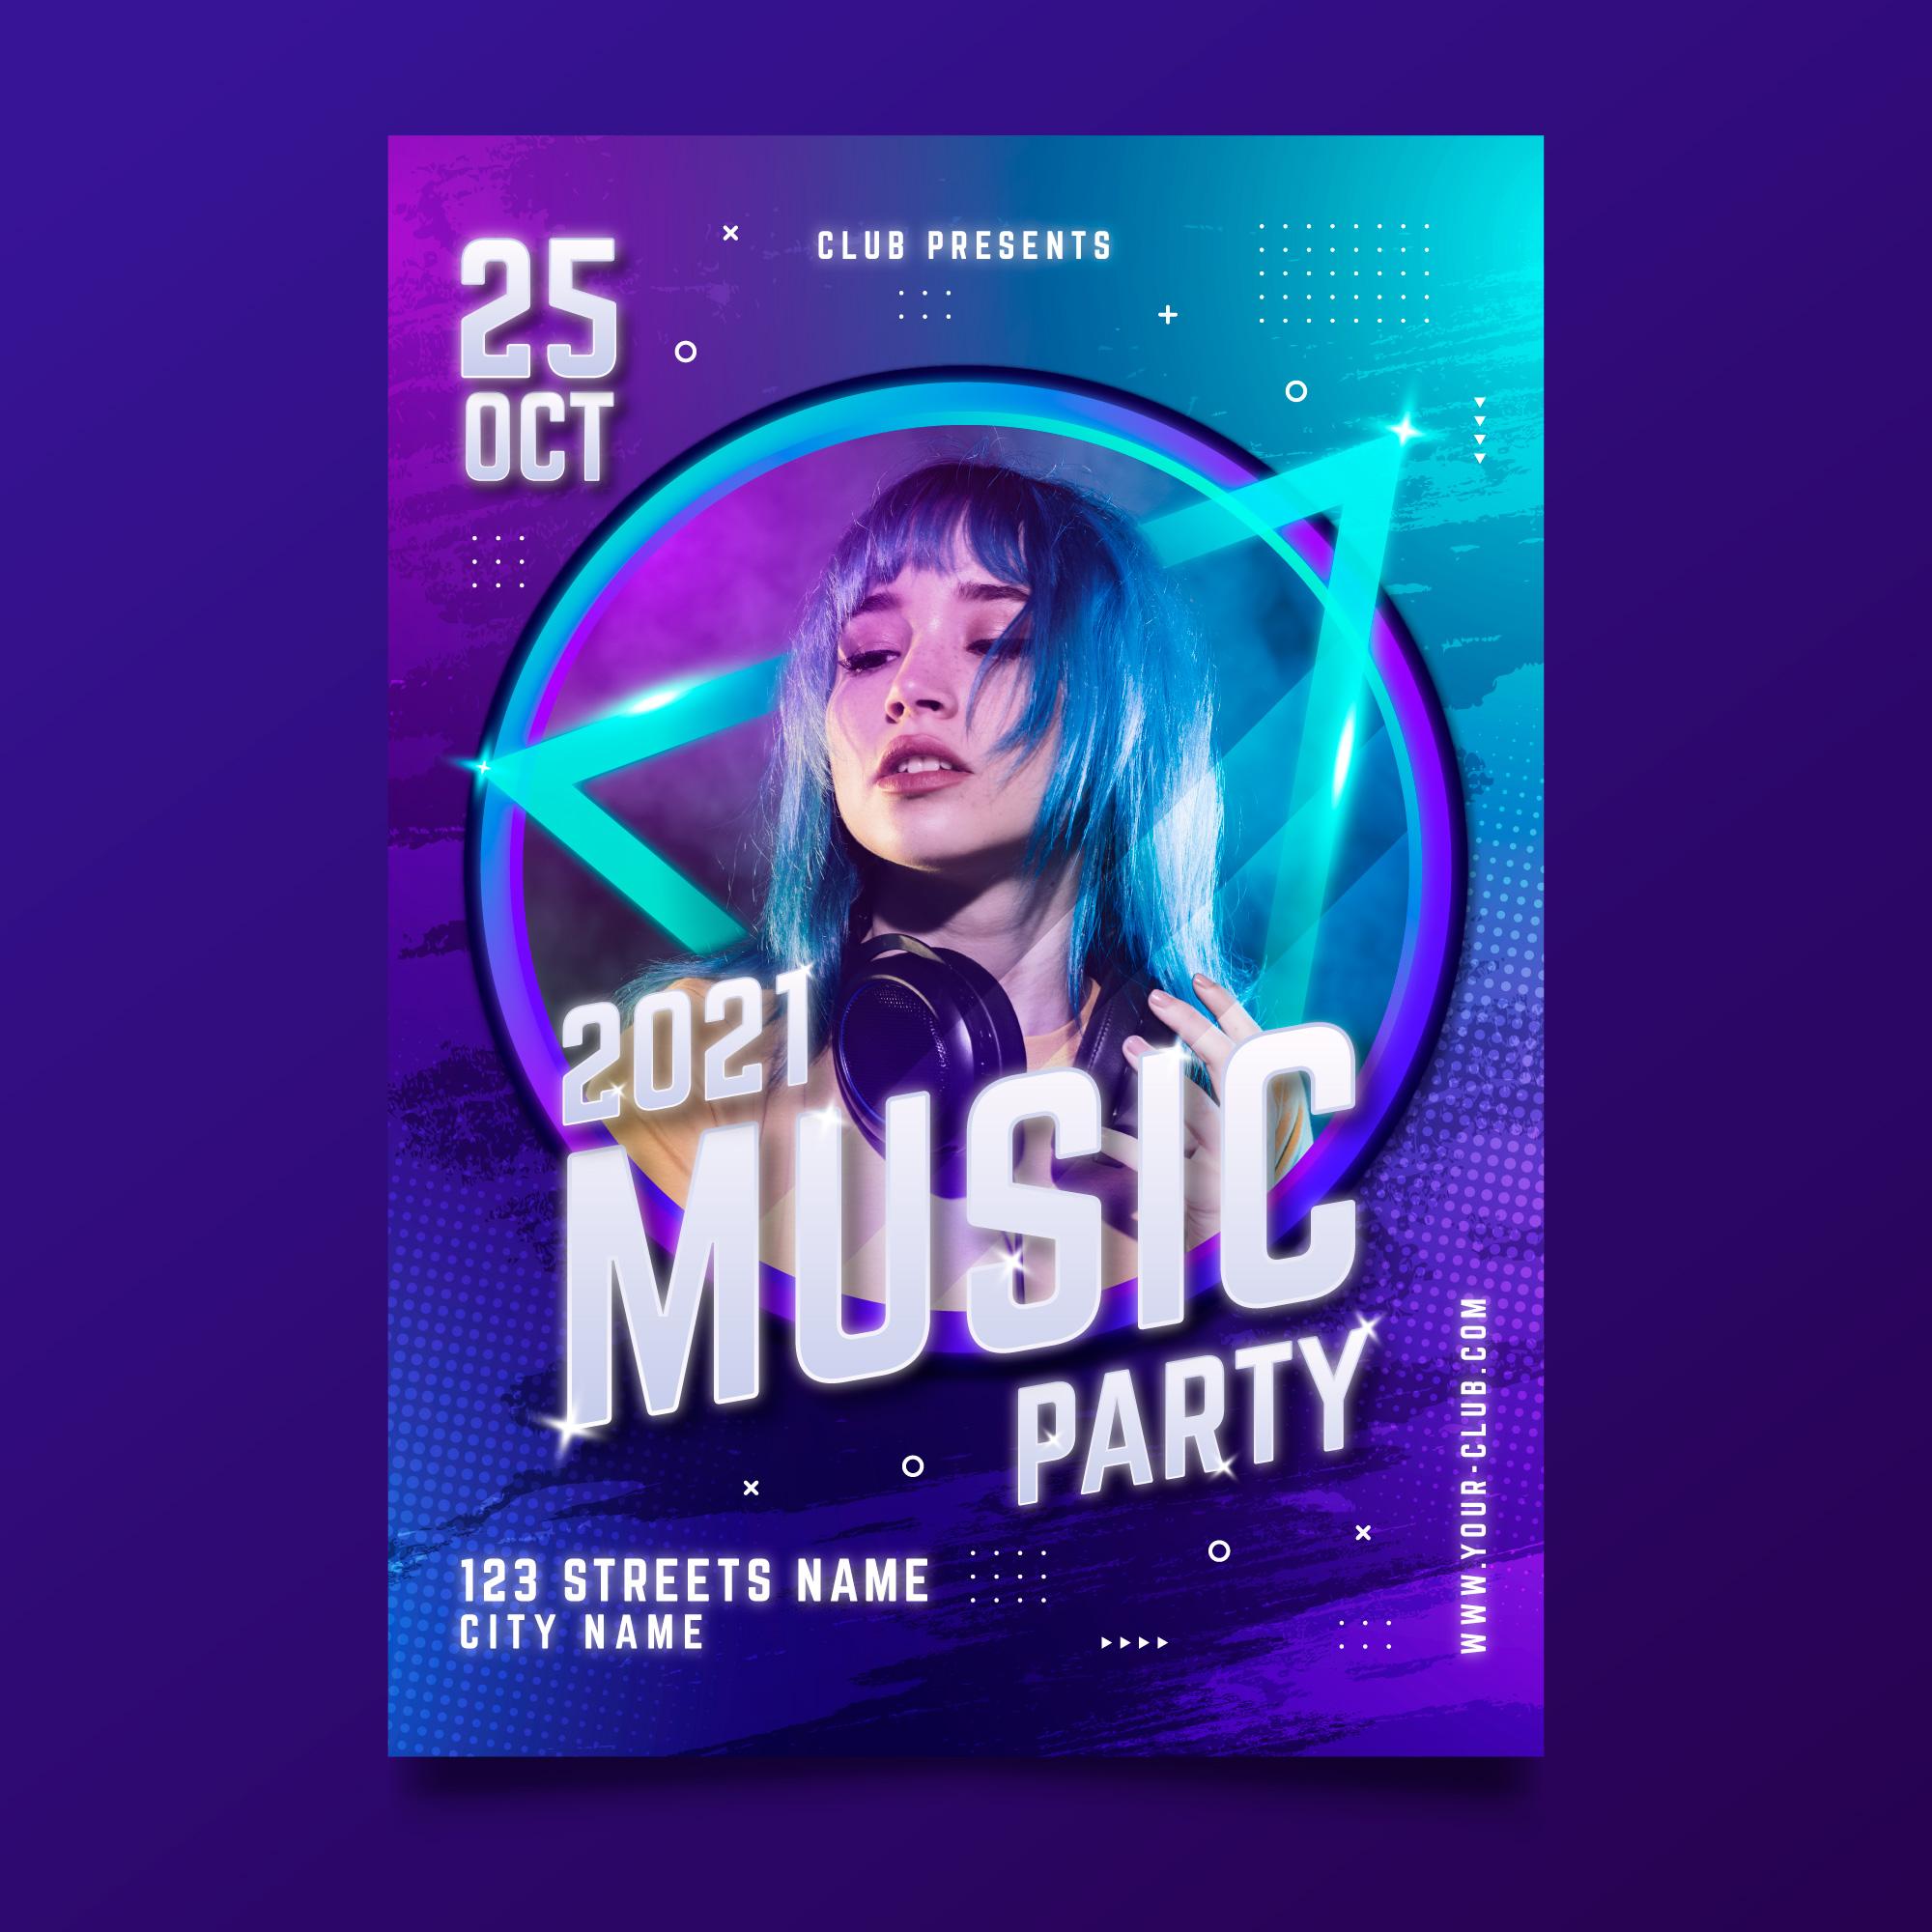 25
OCT
CLUB PRESENTS
2021
MUSIC
PARTY
123 STREETS NAME
CITY NAME
WWW.YOUR-CLUB.COM